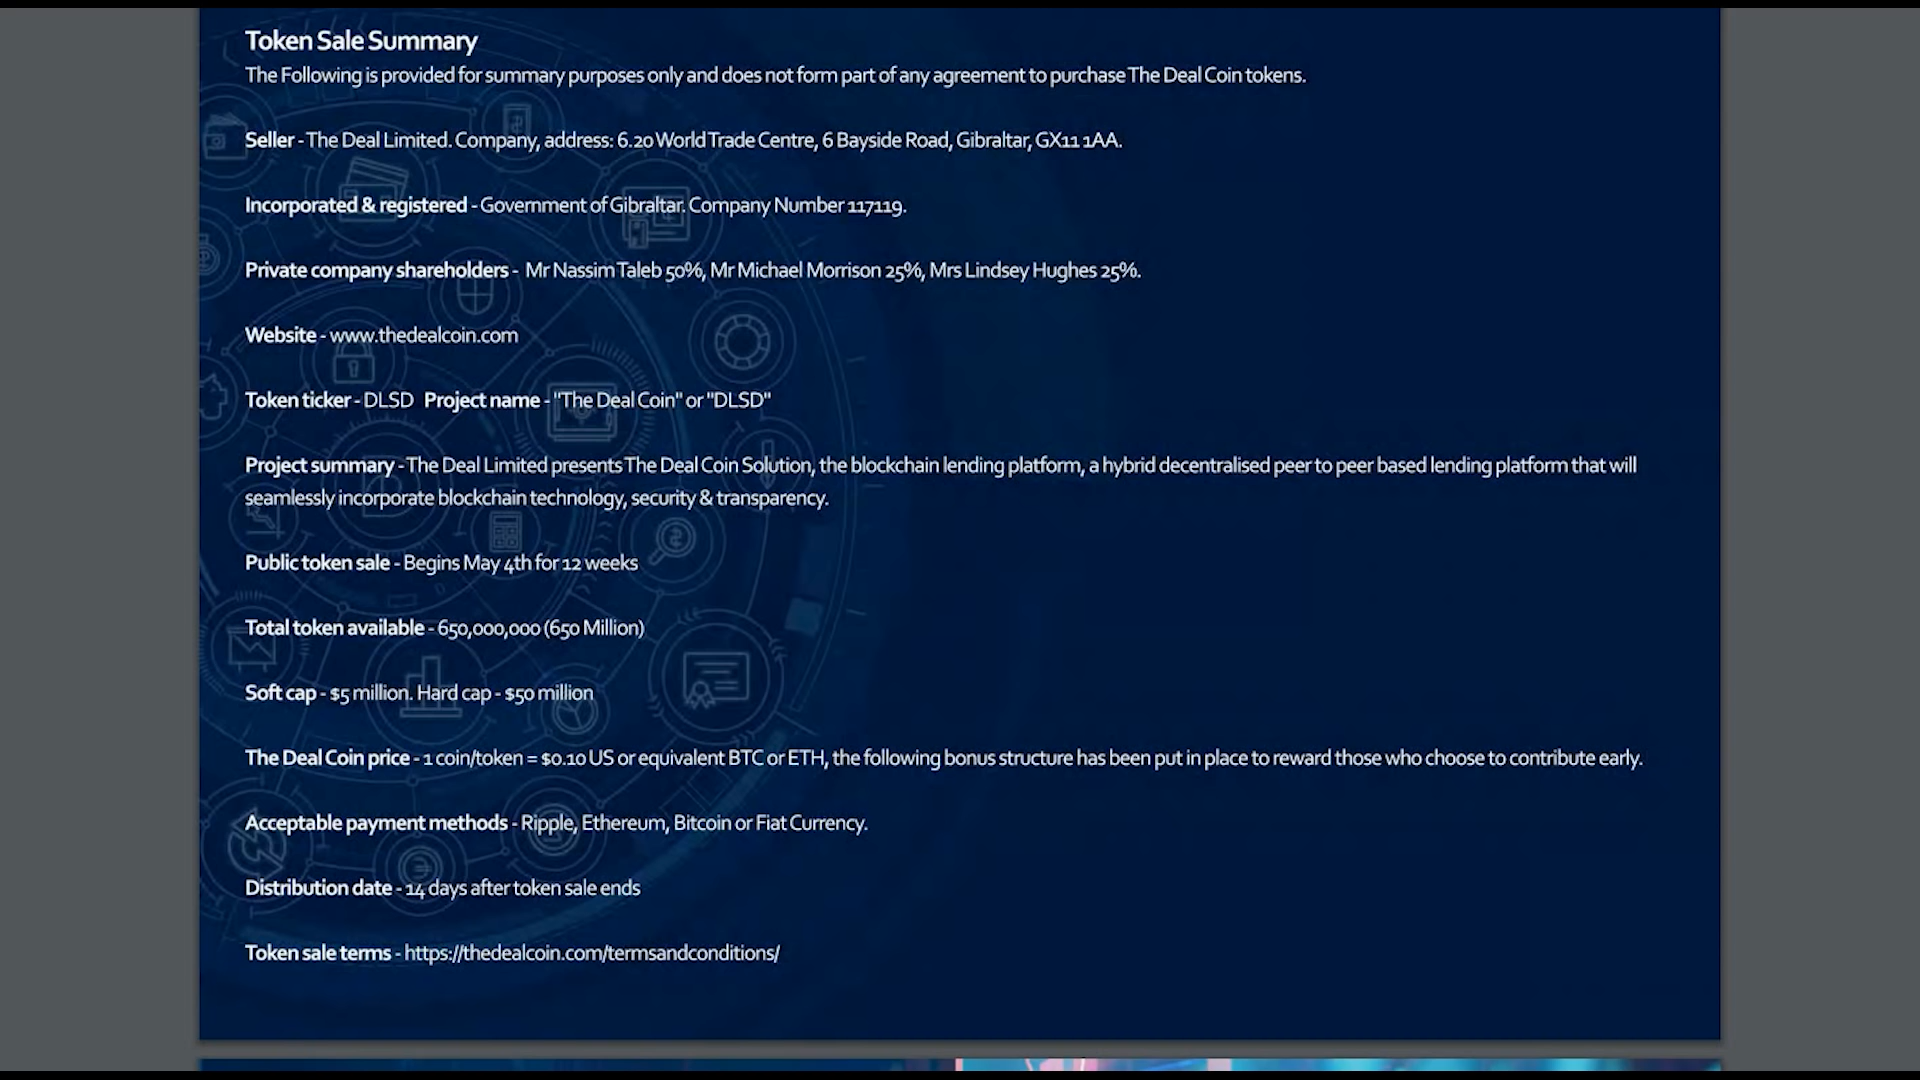 Token Sale Summary
The Following is provided for summary purposes only and does not form part of any agreement to purchase The Deal Coin tokens.
Seller - The Deal Limited. Company, address: 6.20 World Trade Centre, 6 Bayside Road, Gibraltar, GX11 1AA.
Incorporated & registered - Government of Gibraltar. Company Number 117119.
Private company shareholders - Mr Nassim Taleb 50%, Mr Michael Morrison 25%, Mrs Lindsey Hughes 25%.
Website - www.thedealcoin.com
Token ticker - DLSD Project name - "The Deal Coin" or "DLSD"
Project summary - The Deal Limited presents The Deal Coin Solution, the blockchain lending platform, a hybrid decentralised peer to peer based lending platform that will
seamlessly incorporate blockchain technology, security & transparency.
Public token sale - Begins May 4th for 12 weeks
Total token available - 650,000,000 (650 Million)
Soft cap - $5 million. Hard cap - $50 million
The Deal Coin price - 1 coin/token = $0.10 US or equivalent BTC or ETH, the following bonus structure has been put in place to reward those who choose to contribute early.
Acceptable payment methods - Ripple, Ethereum, Bitcoin or Fiat Currency.
Distribution date - 14 days after token sale ends
Token sale terms - https://thedealcoin.com/termsandconditions/